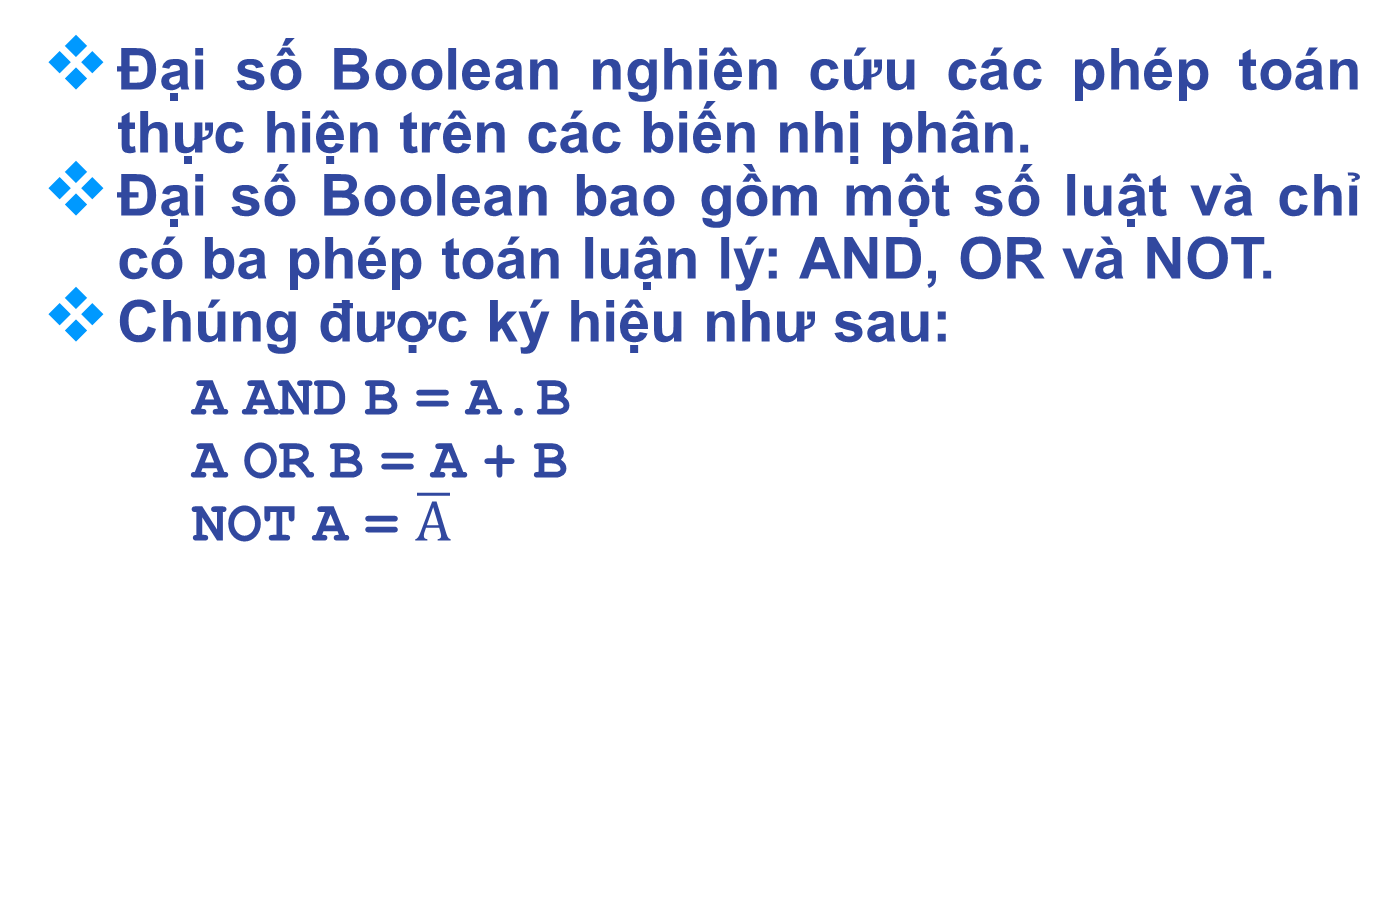 Đại số Boolean nghiên cứu các phép toán
thực hiện trên các biến nhị phân.
Đại số Boolean bao gồm một số luật và chỉ
có ba phép toán luận lý: AND, OR và NOT.
Chúng được ký hiệu như sau:
A AND B = A.B
A OR B = A + B
NOT A = A̅